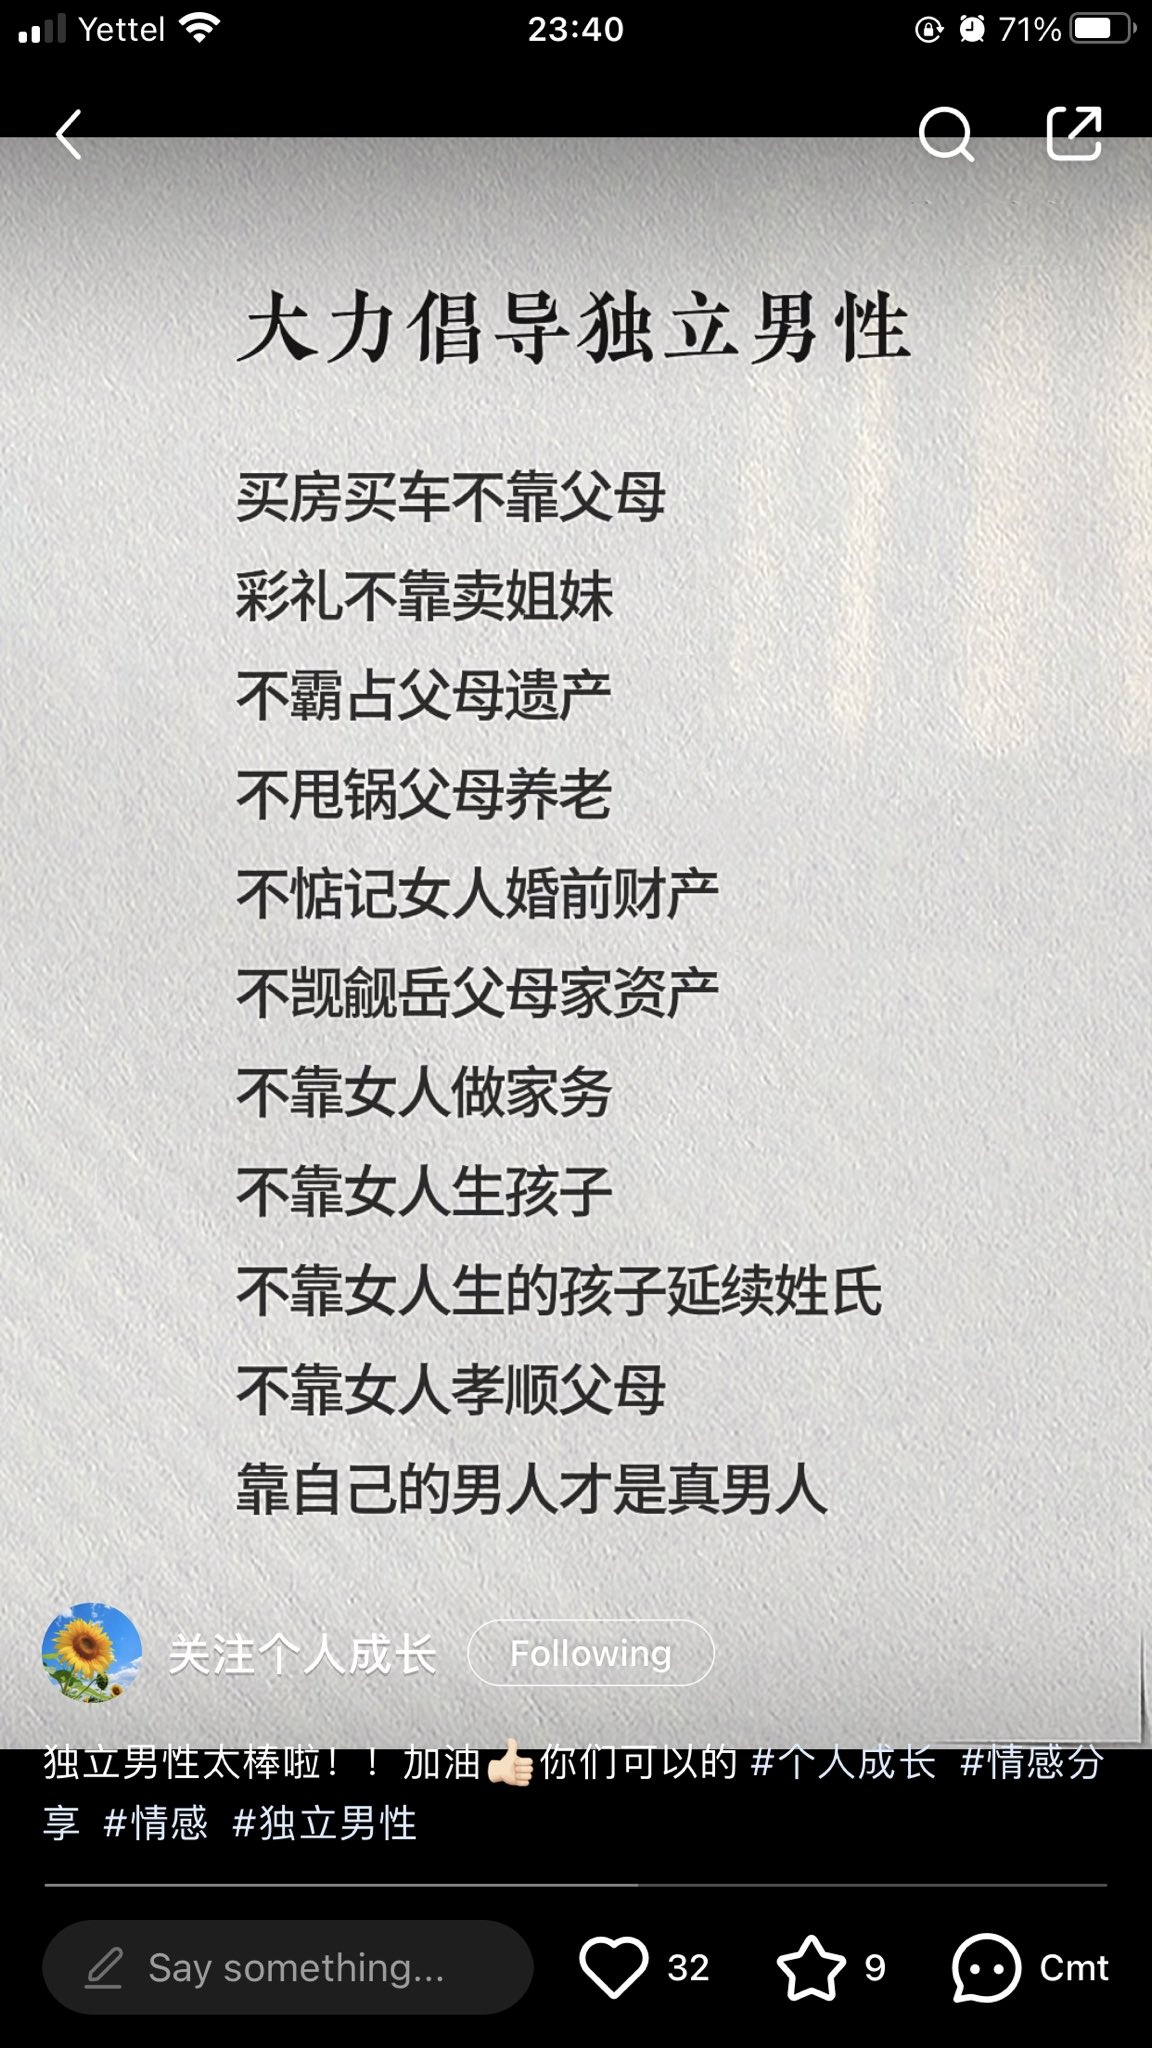 Yettel 23:40 71%
大力倡导独立男性
买房买车不靠父母
彩礼不靠卖姐妹
不霸占父母遗产
不甩锅父母养老
不惦记女人婚前财产
不觊觎岳父母家资产
不靠女人做家务
不靠女人生孩子
不靠女人生的孩子延续姓氏
不靠女人孝顺父母
靠自己的男人才是真男人
关注个人成长 Following
独立男性太棒啦！！加油👍🏻你们可以的 #个人成长 #情感分
享 #情感 #独立男性
Say something... 32 9 Cmt